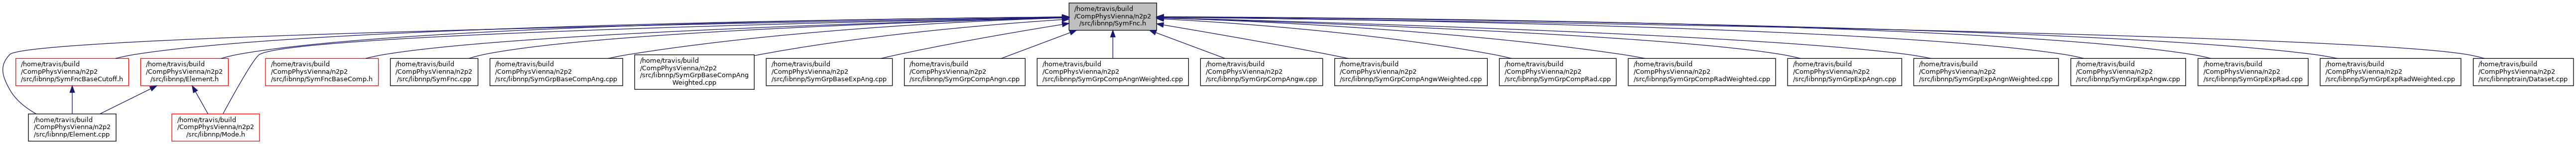 /home/travis/build
/CompPhysVienna/n2p2
/src/libnnp/SymFnc.h
/home/travis/build
/CompPhysVienna/n2p2
/src/libnnp/SymFncBaseCutoff.h
/home/travis/build
/CompPhysVienna/n2p2
/src/libnnp/Element.h
/home/travis/build
/CompPhysVienna/n2p2
/src/libnnp/SymFncBaseComp.h
/home/travis/build
/CompPhysVienna/n2p2
/src/libnnp/SymFnc.cpp
/home/travis/build
/CompPhysVienna/n2p2
/src/libnnp/SymGrpBaseCompAng.cpp
/home/travis/build
/CompPhysVienna/n2p2
/src/libnnp/SymGrpBaseCompAng
Weighted.cpp
/home/travis/build
/CompPhysVienna/n2p2
/src/libnnp/SymGrpBaseExpAng.cpp
/home/travis/build
/CompPhysVienna/n2p2
/src/libnnp/SymGrpCompAngn.cpp
/home/travis/build
/CompPhysVienna/n2p2
/src/libnnp/SymGrpCompAngnWeighted.cpp
/home/travis/build
/CompPhysVienna/n2p2
/src/libnnp/SymGrpCompAngw.cpp
/home/travis/build
/CompPhysVienna/n2p2
/src/libnnp/SymGrpCompAngwWeighted.cpp
/home/travis/build
/CompPhysVienna/n2p2
/src/libnnp/SymGrpCompRad.cpp
/home/travis/build
/CompPhysVienna/n2p2
/src/libnnp/SymGrpCompRadWeighted.cpp
/home/travis/build
/CompPhysVienna/n2p2
/src/libnnp/SymGrpExpAngn.cpp
/home/travis/build
/CompPhysVienna/n2p2
/src/libnnp/SymGrpExpAngnWeighted.cpp
/home/travis/build
/CompPhysVienna/n2p2
/src/libnnp/SymGrpExpAngw.cpp
/home/travis/build
/CompPhysVienna/n2p2
/src/libnnp/SymGrpExpRad.cpp
/home/travis/build
/CompPhysVienna/n2p2
/src/libnnp/SymGrpExpRadWeighted.cpp
/home/travis/build
/CompPhysVienna/n2p2
/src/libnnptrain/Dataset.cpp
/home/travis/build
/CompPhysVienna/n2p2
/src/libnnp/Element.cpp
/home/travis/build
/CompPhysVienna/n2p2
/src/libnnp/Mode.h